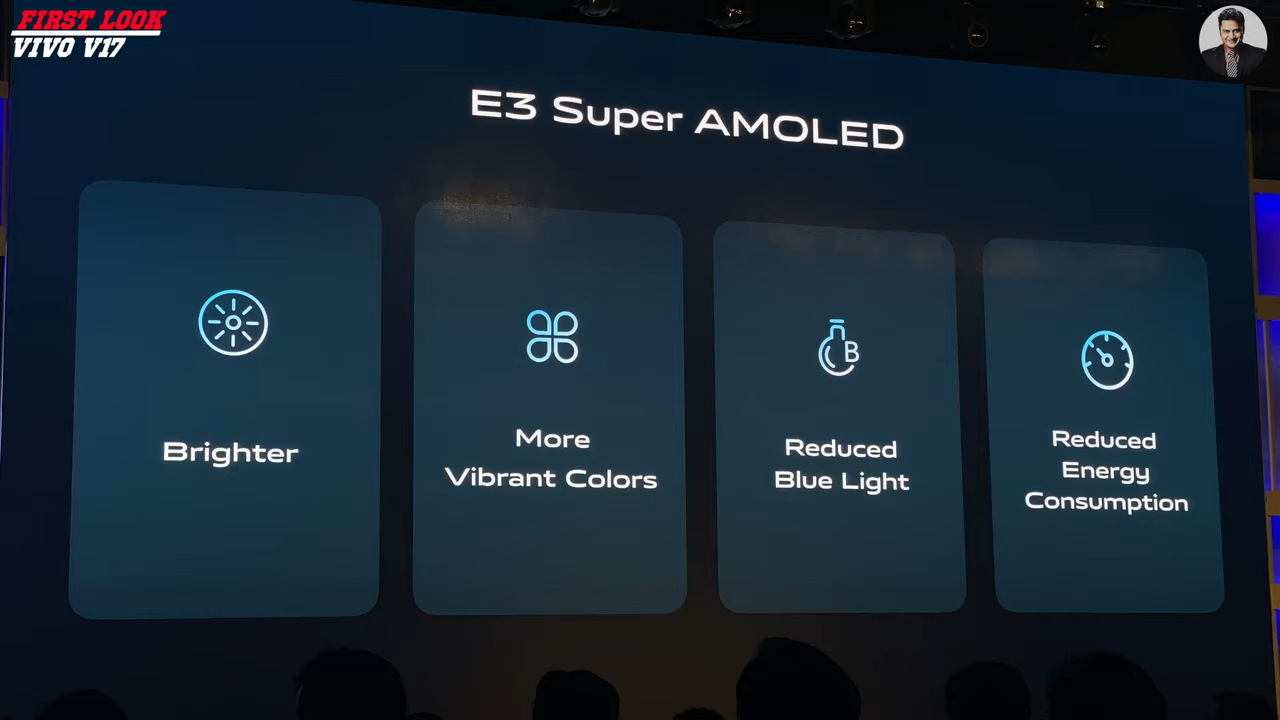 FIRST LOOK
VIVO V17
E3 Super AMOLED
Brighter
More
Vibrant Colors
B
Reduced
Blue Light
Reduced
Energy
Consumption